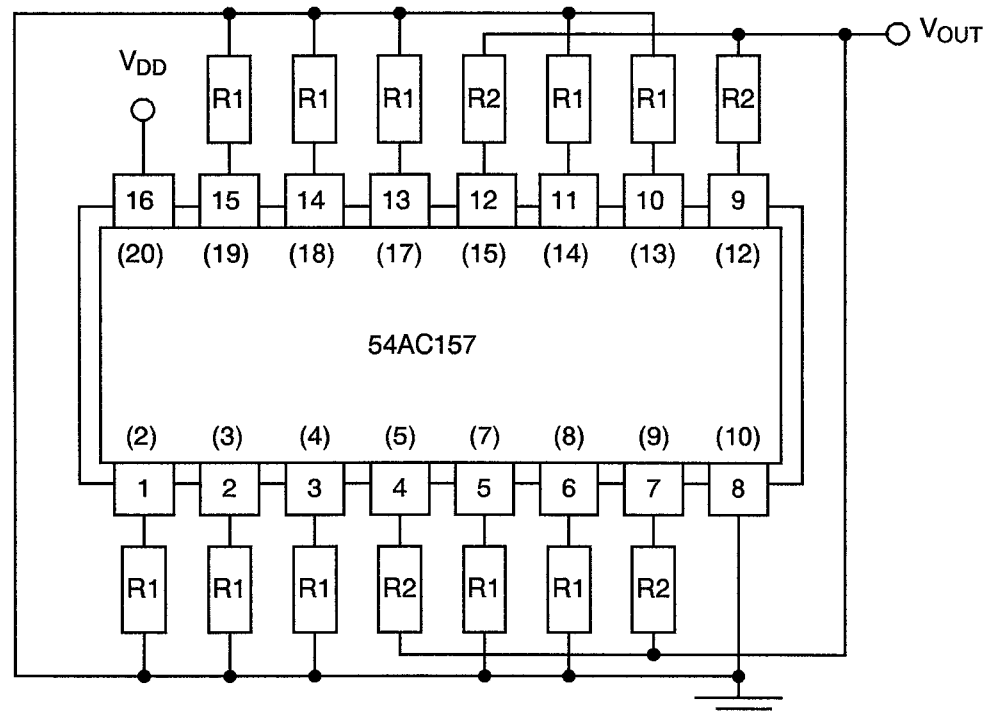 V_OUT
V_DD
R1 R1 R1 R2 R1 R1 R2
16 15 14 13 12 11 10 9
(20) (19) (18) (17) (15) (14) (13) (12)
54AC157
(2) (3) (4) (5) (7) (8) (9) (10)
1 2 3 4 5 6 7 8
R1 R1 R1 R2 R1 R1 R2